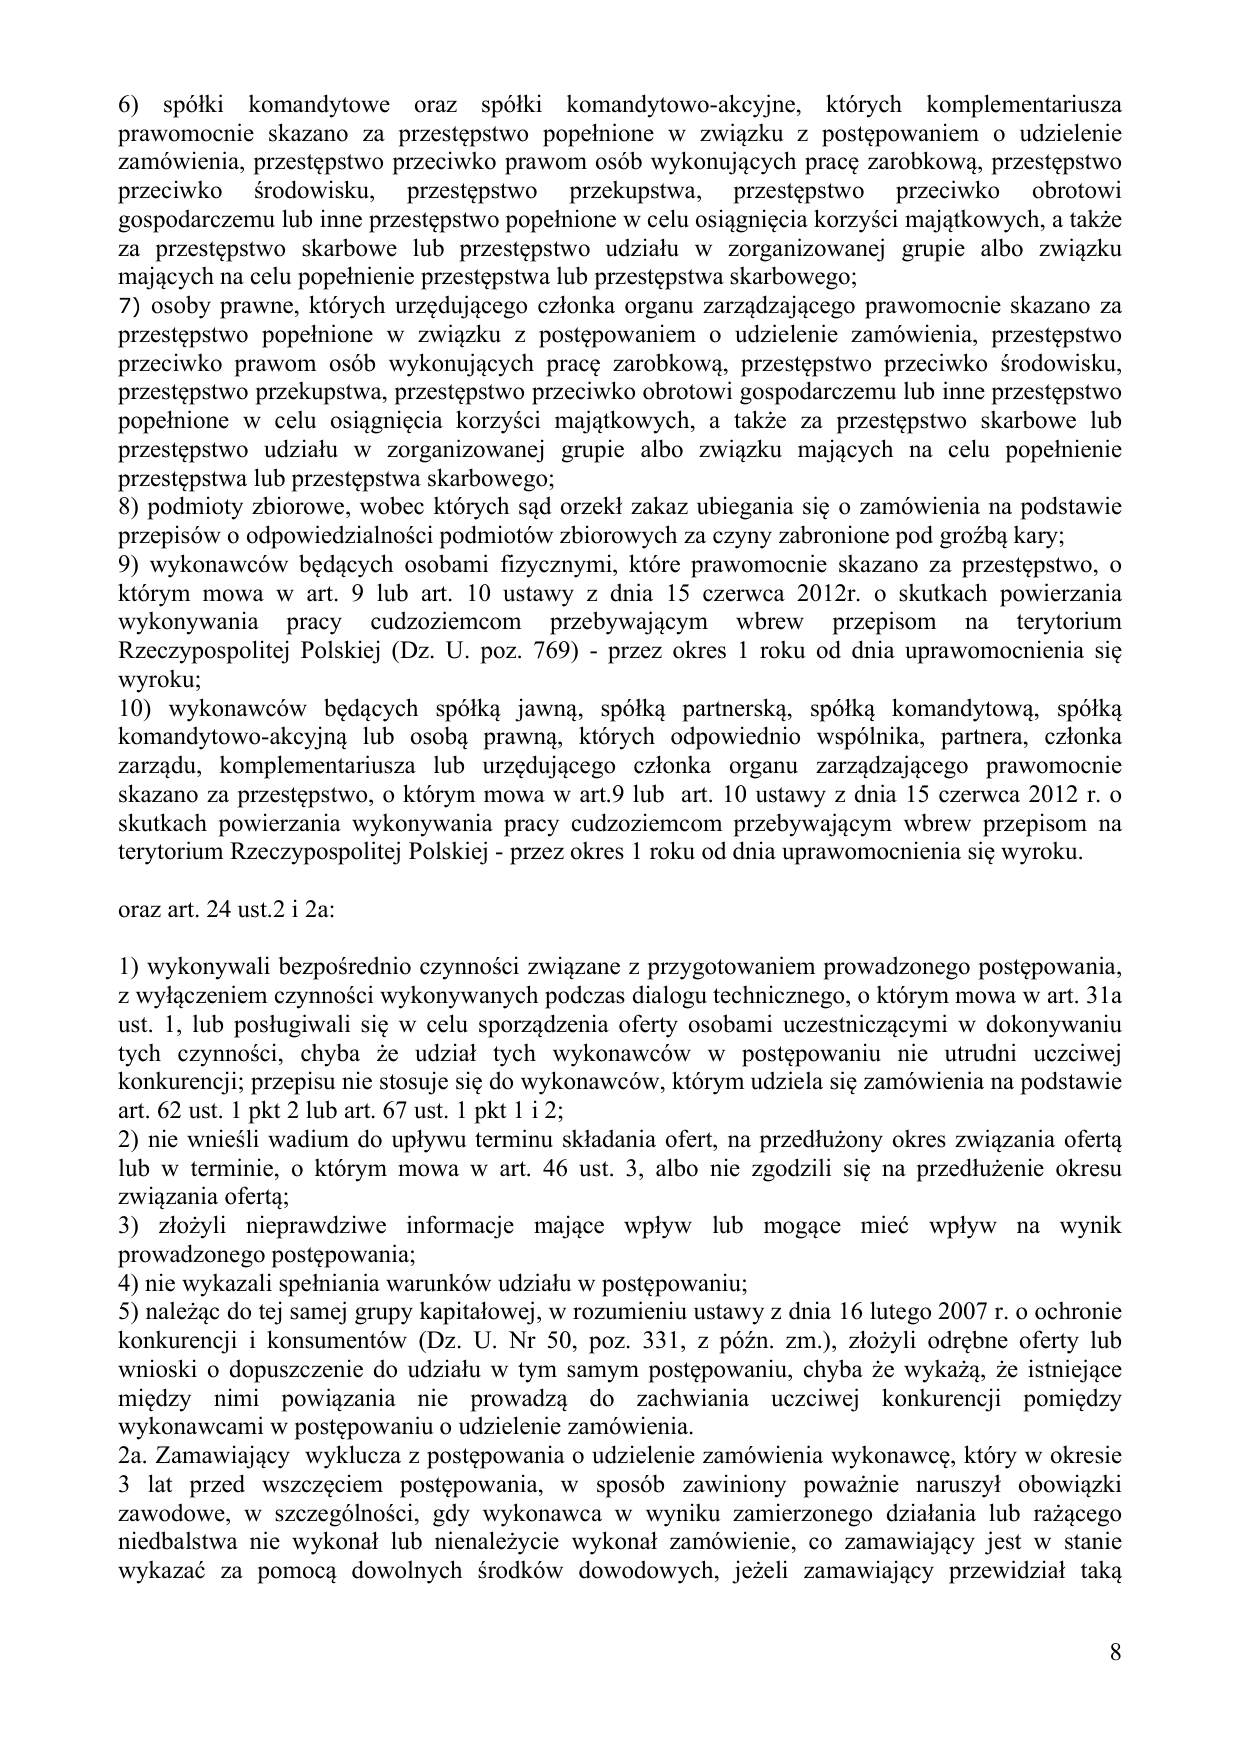 6) spółki komandytowe oraz spółki komandytowo-akcyjne, których komplementariusza
prawomocnie skazano za przestępstwo popełnione w związku z postępowaniem o udzielenie
zamówienia, przestępstwo przeciwko prawom osób wykonujących pracę zarobkową, przestępstwo
przeciwko środowisku, przestępstwo przekupstwa, przestępstwo przeciwko obrotowi
gospodarczemu lub inne przestępstwo popełnione w celu osiągnięcia korzyści majątkowych, a także
za przestępstwo skarbowe lub przestępstwo udziału w zorganizowanej grupie albo związku
mających na celu popełnienie przestępstwa lub przestępstwa skarbowego;
7) osoby prawne, których urzędującego członka organu zarządzającego prawomocnie skazano za
przestępstwo popełnione w związku z postępowaniem o udzielenie zamówienia, przestępstwo
przeciwko prawom osób wykonujących pracę zarobkową, przestępstwo przeciwko środowisku,
przestępstwo przekupstwa, przestępstwo przeciwko obrotowi gospodarczemu lub inne przestępstwo
popełnione w celu osiągnięcia korzyści majątkowych, a także za przestępstwo skarbowe lub
przestępstwo udziału w zorganizowanej grupie albo związku mających na celu popełnienie
przestępstwa lub przestępstwa skarbowego;
8) podmioty zbiorowe, wobec których sąd orzekł zakaz ubiegania się o zamówienia na podstawie
przepisów o odpowiedzialności podmiotów zbiorowych za czyny zabronione pod groźbą kary;
9) wykonawców będących osobami fizycznymi, które prawomocnie skazano za przestępstwo, o
którym mowa w art. 9 lub art. 10 ustawy z dnia 15 czerwca 2012r. o skutkach powierzania
wykonywania pracy cudzoziemcom przebywającym wbrew przepisom na terytorium
Rzeczypospolitej Polskiej (Dz. U. poz. 769) - przez okres 1 roku od dnia uprawomocnienia się
wyroku;
10) wykonawców będących spółką jawną, spółką partnerską, spółką komandytową, spółką
komandytowo-akcyjną lub osobą prawną, których odpowiednio wspólnika, partnera, członka
zarządu, komplementariusza lub urzędującego członka organu zarządzającego prawomocnie
skazano za przestępstwo, o którym mowa w art.9 lub  art. 10 ustawy z dnia 15 czerwca 2012 r. o
skutkach powierzania wykonywania pracy cudzoziemcom przebywającym wbrew przepisom na
terytorium Rzeczypospolitej Polskiej - przez okres 1 roku od dnia uprawomocnienia się wyroku.
oraz art. 24 ust.2 i 2a:
1) wykonywali bezpośrednio czynności związane z przygotowaniem prowadzonego postępowania,
z wyłączeniem czynności wykonywanych podczas dialogu technicznego, o którym mowa w art. 31a
ust. 1, lub posługiwali się w celu sporządzenia oferty osobami uczestniczącymi w dokonywaniu
tych czynności, chyba że udział tych wykonawców w postępowaniu nie utrudni uczciwej
konkurencji; przepisu nie stosuje się do wykonawców, którym udziela się zamówienia na podstawie
art. 62 ust. 1 pkt 2 lub art. 67 ust. 1 pkt 1 i 2;
2) nie wnieśli wadium do upływu terminu składania ofert, na przedłużony okres związania ofertą
lub w terminie, o którym mowa w art. 46 ust. 3, albo nie zgodzili się na przedłużenie okresu
związania ofertą;
3) złożyli nieprawdziwe informacje mające wpływ lub mogące mieć wpływ na wynik
prowadzonego postępowania;
4) nie wykazali spełniania warunków udziału w postępowaniu;
5) należąc do tej samej grupy kapitałowej, w rozumieniu ustawy z dnia 16 lutego 2007 r. o ochronie
konkurencji i konsumentów (Dz. U. Nr 50, poz. 331, z późn. zm.), złożyli odrębne oferty lub
wnioski o dopuszczenie do udziału w tym samym postępowaniu, chyba że wykażą, że istniejące
między nimi powiązania nie prowadzą do zachwiania uczciwej konkurencji pomiędzy
wykonawcami w postępowaniu o udzielenie zamówienia.
2a. Zamawiający  wyklucza z postępowania o udzielenie zamówienia wykonawcę, który w okresie
3 lat przed wszczęciem postępowania, w sposób zawiniony poważnie naruszył obowiązki
zawodowe, w szczególności, gdy wykonawca w wyniku zamierzonego działania lub rażącego
niedbalstwa nie wykonał lub nienależycie wykonał zamówienie, co zamawiający jest w stanie
wykazać za pomocą dowolnych środków dowodowych, jeżeli zamawiający przewidział taką
8